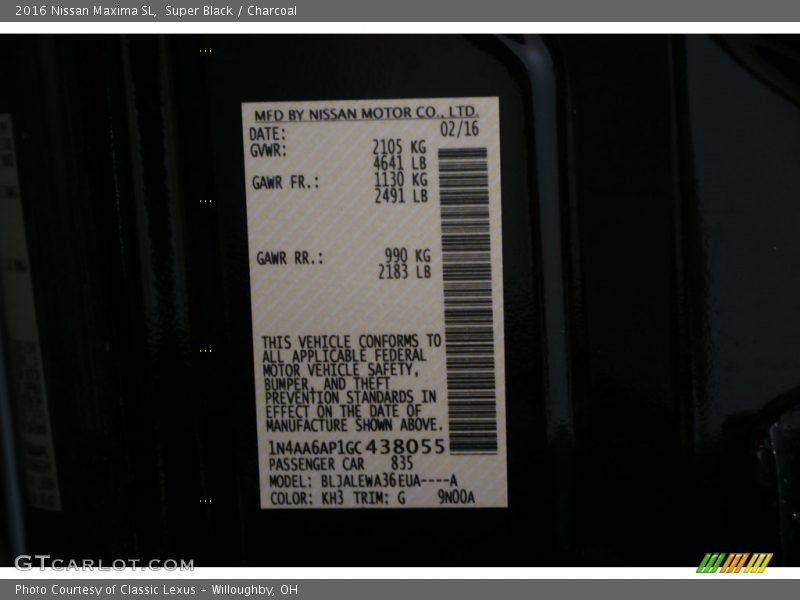 2016 Nissan Maxima SL, Super Black / Charcoal
MFD BY NISSAN MOTOR CO., LTD.
DATE: 02/16
GVWR: 2105 KG
4641 LB
GAWR FR.: 1130 KG
2491 LB
GAWR RR.: 990 KG
2183 LB
THIS VEHICLE CONFORMS TO
ALL APPLICABLE FEDERAL
MOTOR VEHICLE SAFETY,
BUMPER, AND THEFT
PREVENTION STANDARDS IN
EFFECT ON THE DATE OF
MANUFACTURE SHOWN ABOVE.
1N4AA6AP1GC438055
PASSENGER CAR 835
MODEL: BLJALEWA36EUA----A
COLOR: KH3 TRIM: G 9N00A
GTCARLOT.COM
Photo Courtesy of Classic Lexus - Willoughby, OH